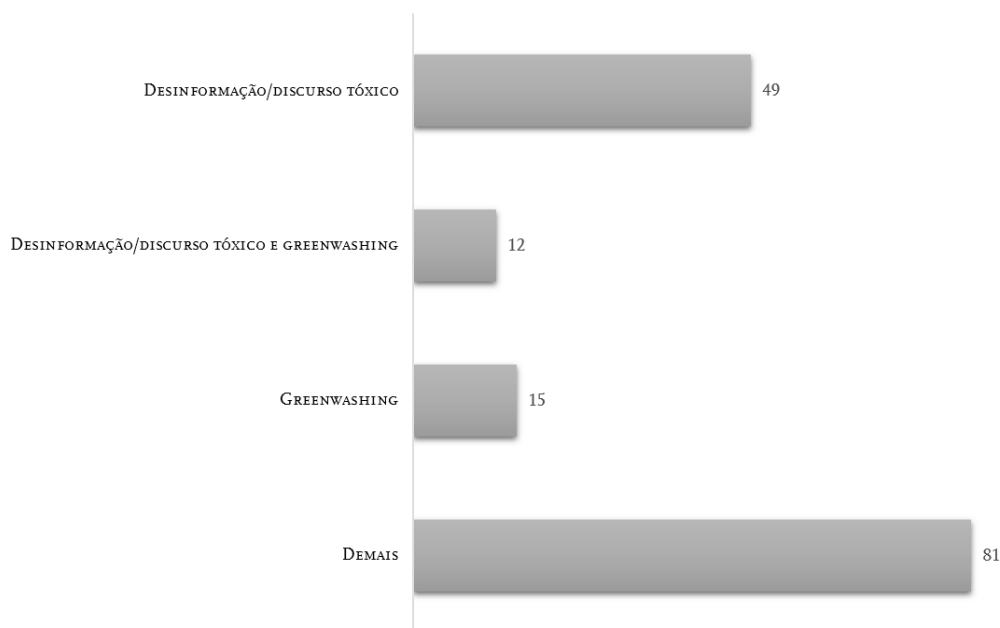 Desinformação/discurso tóxico 49
Desinformação/discurso tóxico e greenwashing 12
Greenwashing 15
Demais 81